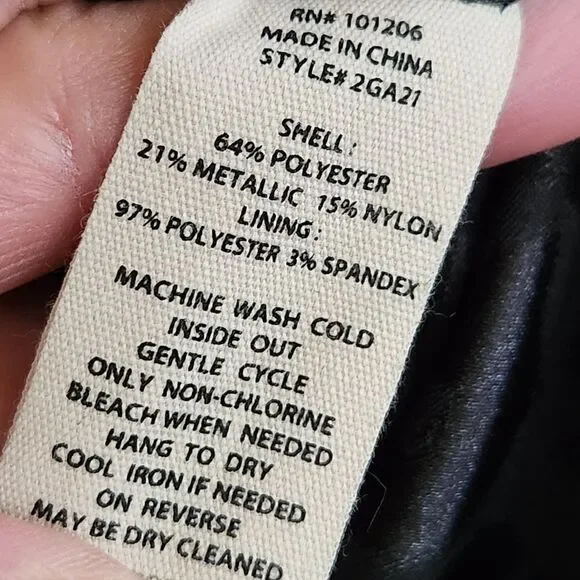 RN# 101206
MADE IN CHINA
STYLE# 2GA21
SHELL:
64% POLYESTER
21% METALLIC 15% NYLON
LINING:
97% POLYESTER 3% SPANDEX
MACHINE WASH COLD
INSIDE OUT
GENTLE CYCLE
ONLY NON-CHLORINE
BLEACH WHEN NEEDED
HANG TO DRY
COOL IRON IF NEEDED
ON REVERSE
MAY BE DRY CLEANED